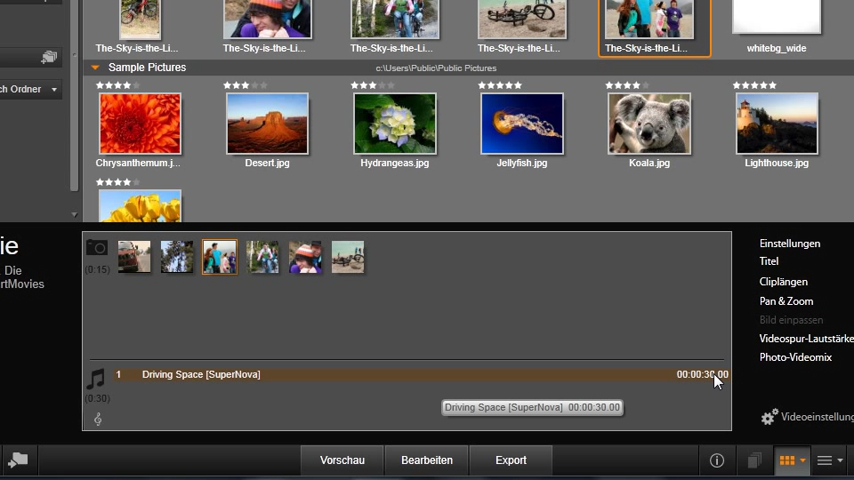 The-Sky-is-the-Li...
The-Sky-is-the-Li...
The-Sky-is-the-Li...
The-Sky-is-the-Li...
The-Sky-is-the-Li...
whitebg_wide
Sample Pictures
c:\Users\Public\Public Pictures
ch Ordner
Chrysanthemum.j...
Desert.jpg
Hydrangeas.jpg
Jellyfish.jpg
Koala.jpg
Lighthouse.jpg
ie
. Die
rtMovies
(0:15)
Einstellungen
Titel
Cliplängen
Pan & Zoom
Bild einpassen
Videospur-Lautstärke
Photo-Videomix
1 Driving Space [SuperNova] 00:00:30.00
(0:30)
Driving Space [SuperNova] 00:00:30.00
Videoeinstellung
Vorschau
Bearbeiten
Export